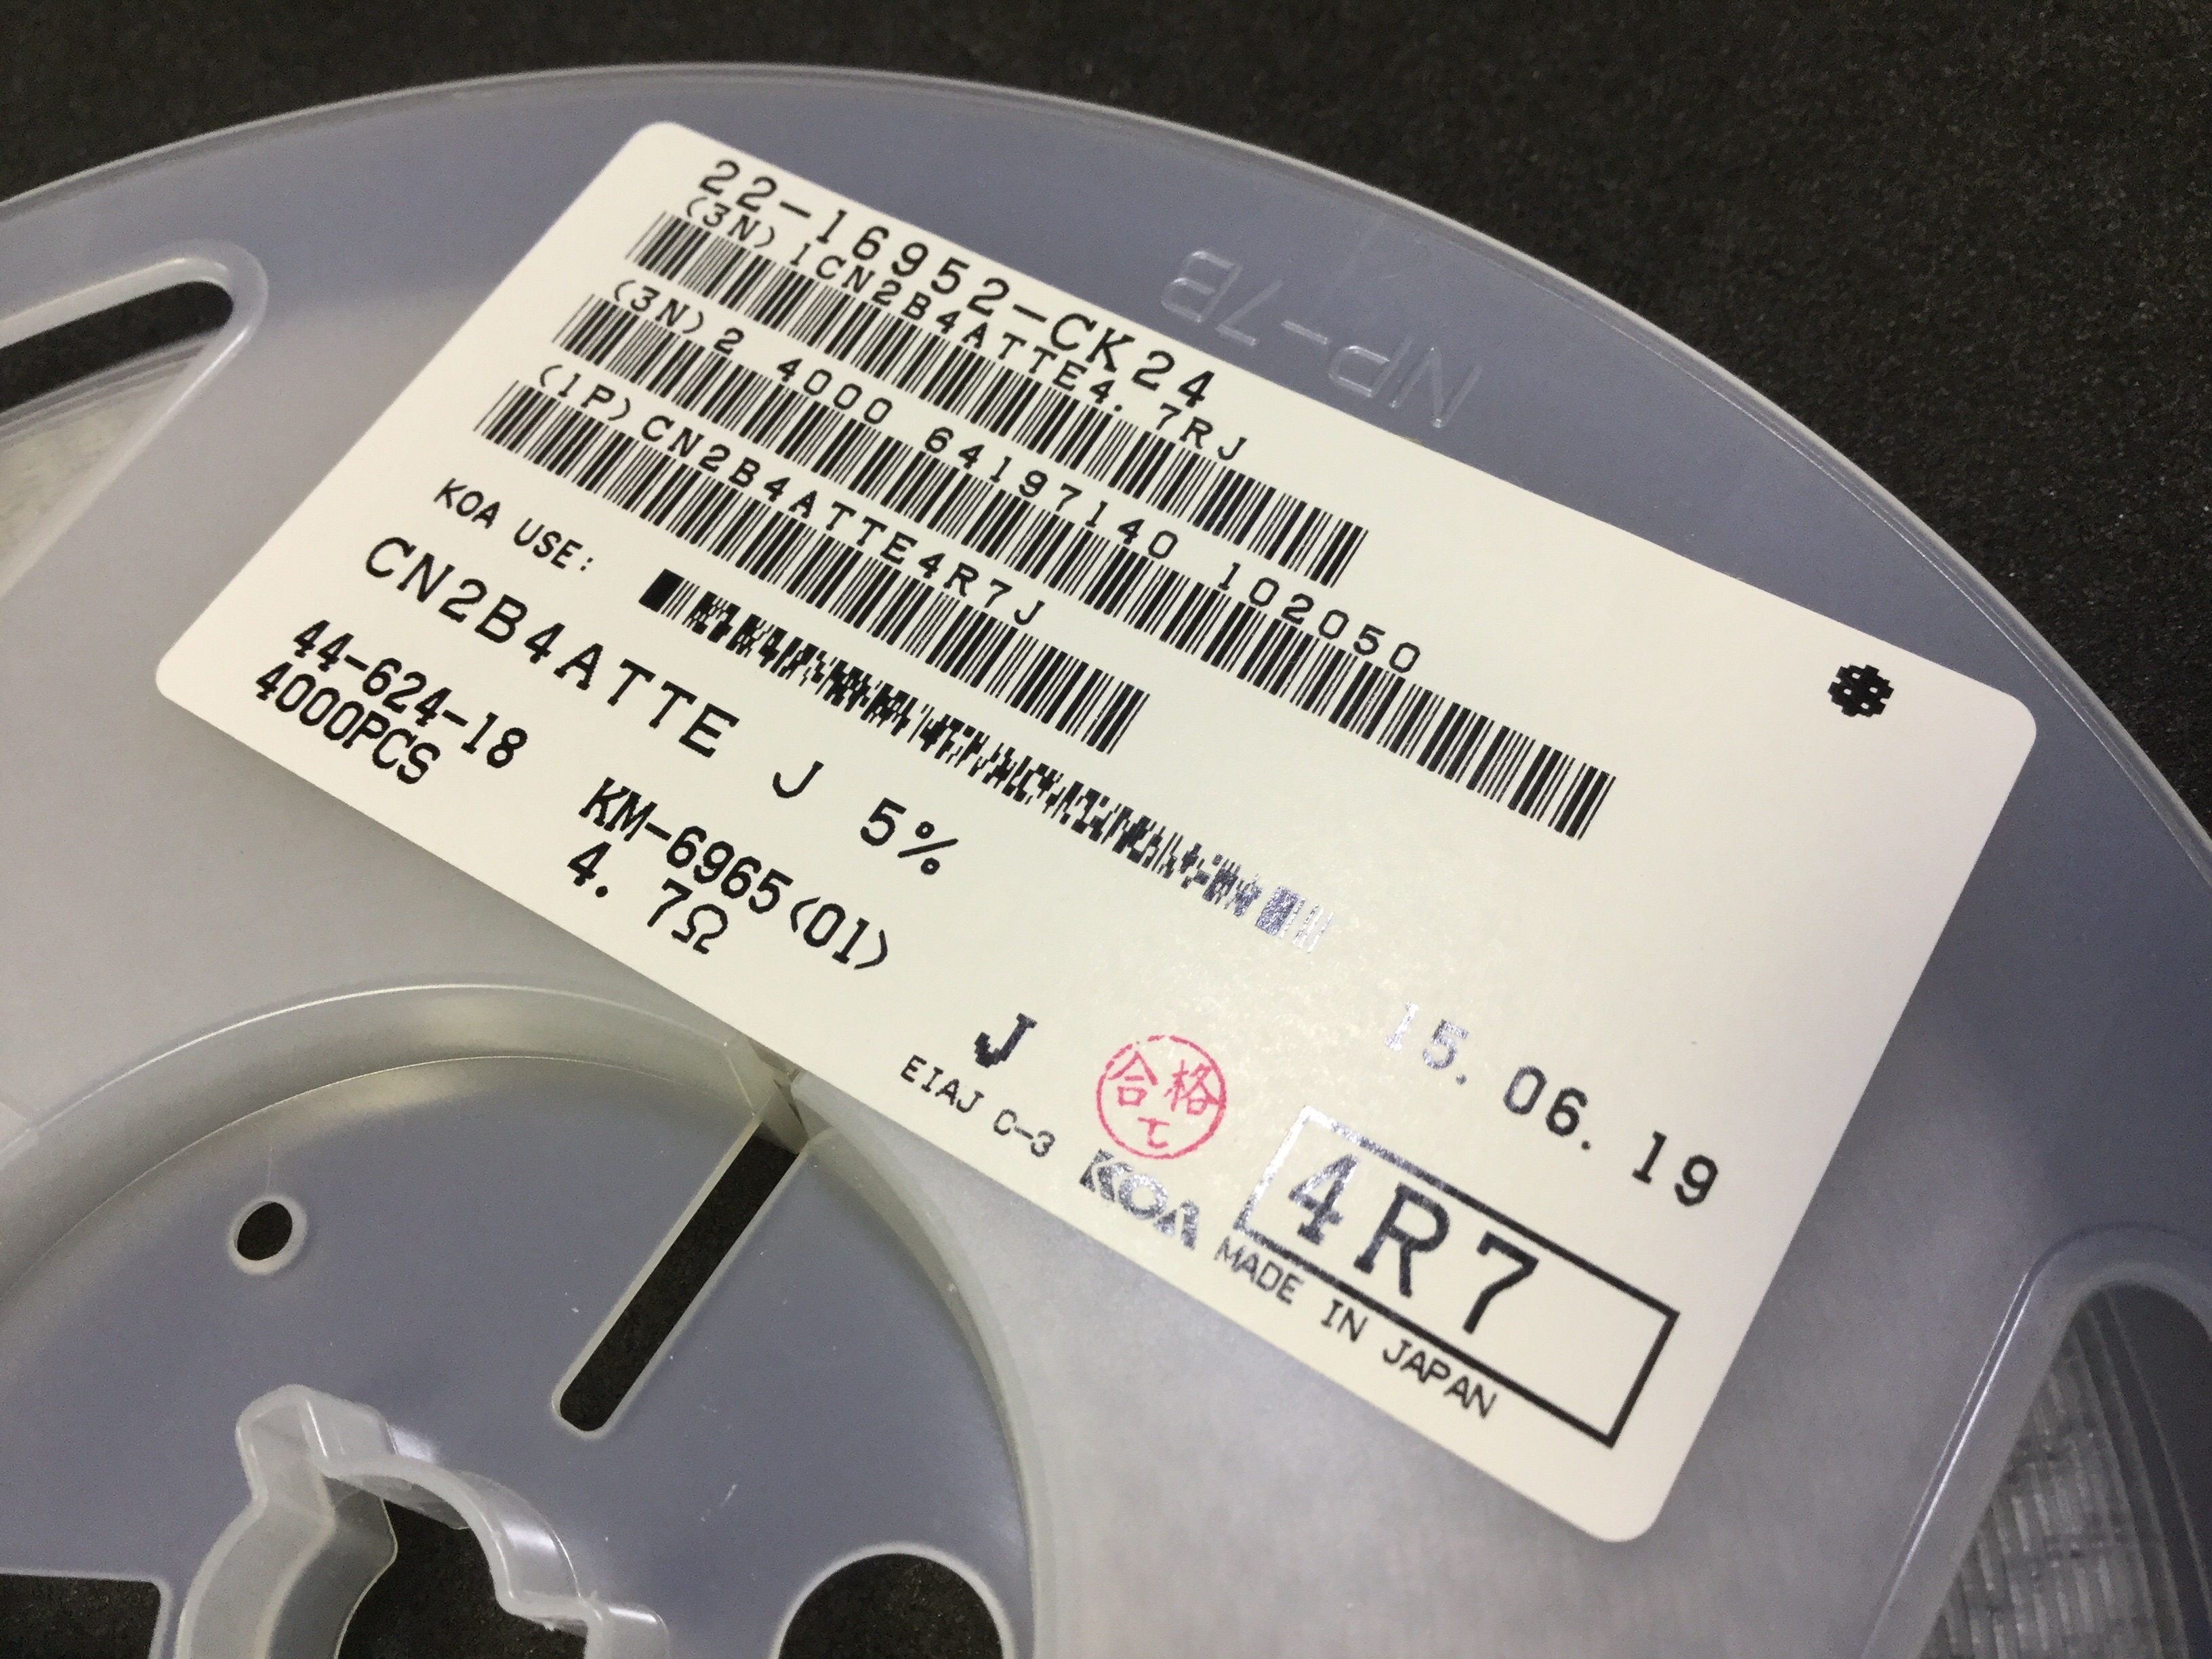 22-16952-CK24
(3N)1CN2B4ATTE4.7RJ
(3N)2 4000 64197140 102050
(1P)CN2B4ATTE4R7J
KOA USE:
CN2B4ATTE J 5%
44-624-18 KM-6965(01)
4000PCS 4.7Ω
15.06.19
J
EIAJ C-3
合格
て
KOA
4R7
MADE IN JAPAN
NP-7B